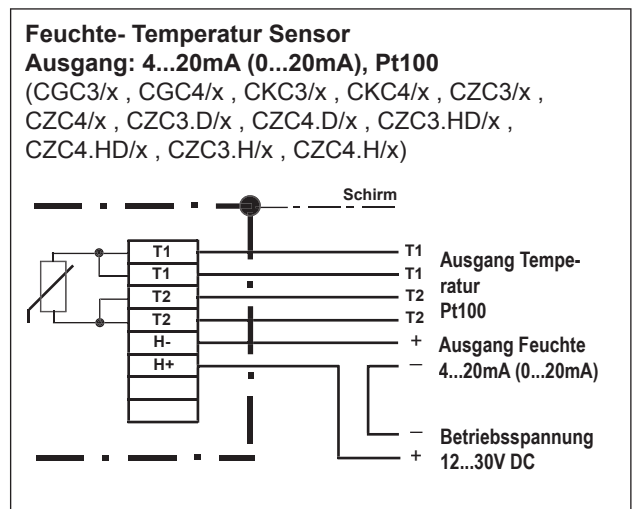 Feuchte- Temperatur Sensor
Ausgang: 4...20mA (0...20mA), Pt100
(CGC3/x , CGC4/x , CKC3/x , CKC4/x , CZC3/x ,
CZC4/x , CZC3.D/x , CZC4.D/x , CZC3.HD/x ,
CZC4.HD/x , CZC3.H/x , CZC4.H/x)
Schirm
T1
T1
T2
T2
H-
H+
T1
T1
T2
T2
Ausgang Tempe-
ratur
Pt100
+
–
Ausgang Feuchte
4...20mA (0...20mA)
–
+
Betriebsspannung
12...30V DC